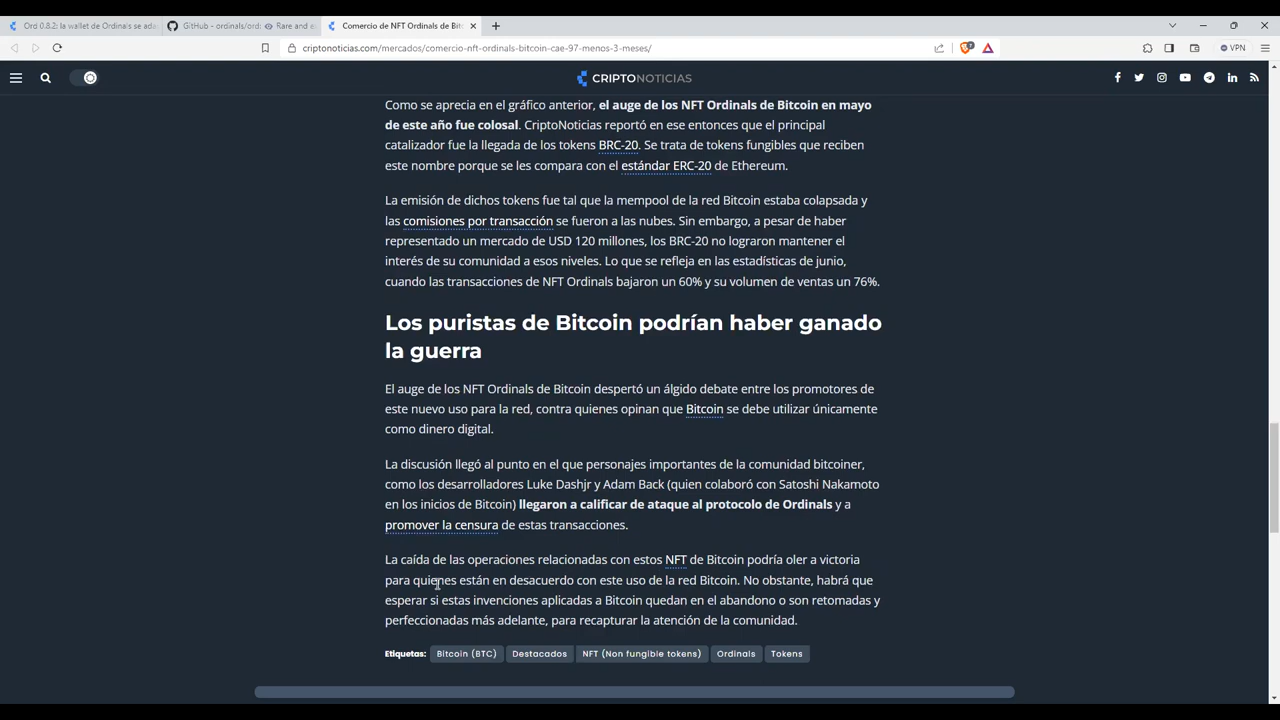 Ord 0.8.2: la wallet de Ordinals se ada
GitHub - ordinals/ord:
Rare and e
Comercio de NFT Ordinals de Bit
criptonoticias.com/mercados/comercio-nft-ordinals-bitcoin-cae-97-menos-3-meses/
VPN
CRIPTONOTICIAS
Como se aprecia en el gráfico anterior, el auge de los NFT Ordinals de Bitcoin en mayo
de este año fue colosal. CriptoNoticias reportó en ese entonces que el principal
catalizador fue la llegada de los tokens BRC-20. Se trata de tokens fungibles que reciben
este nombre porque se les compara con el estándar ERC-20 de Ethereum.
La emisión de dichos tokens fue tal que la mempool de la red Bitcoin estaba colapsada y
las comisiones por transacción se fueron a las nubes. Sin embargo, a pesar de haber
representado un mercado de USD 120 millones, los BRC-20 no lograron mantener el
interés de su comunidad a esos niveles. Lo que se refleja en las estadísticas de junio,
cuando las transacciones de NFT Ordinals bajaron un 60% y su volumen de ventas un 76%.
Los puristas de Bitcoin podrían haber ganado
la guerra
El auge de los NFT Ordinals de Bitcoin despertó un álgido debate entre los promotores de
este nuevo uso para la red, contra quienes opinan que Bitcoin se debe utilizar únicamente
como dinero digital.
La discusión llegó al punto en el que personajes importantes de la comunidad bitcoiner,
como los desarrolladores Luke Dashjr y Adam Back (quien colaboró con Satoshi Nakamoto
en los inicios de Bitcoin) llegaron a calificar de ataque al protocolo de Ordinals y a
promover la censura de estas transacciones.
La caída de las operaciones relacionadas con estos NFT de Bitcoin podría oler a victoria
para quienes están en desacuerdo con este uso de la red Bitcoin. No obstante, habrá que
esperar si estas invenciones aplicadas a Bitcoin quedan en el abandono o son retomadas y
perfeccionadas más adelante, para recapturar la atención de la comunidad.
Etiquetas: Bitcoin (BTC) Destacados NFT (Non fungible tokens) Ordinals Tokens